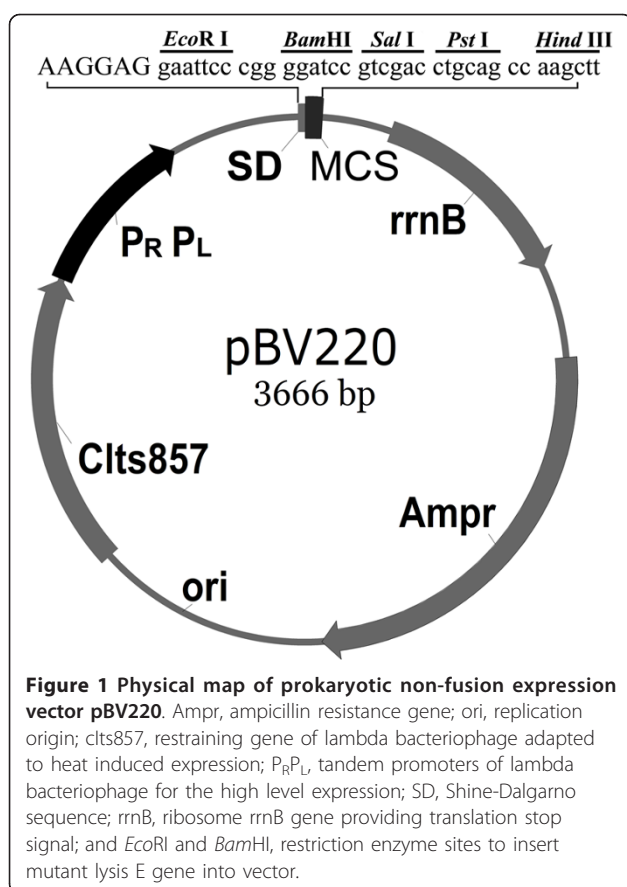 EcoR I BamHI Sal I Pst I Hind III
AAGGAG gaattcc cgg ggatcc gtcgac ctgcag cc aagctt
SD MCS
rrnB
PR PL
pBV220
3666 bp
CIts857
Ampr
ori
Figure 1 Physical map of prokaryotic non-fusion expression
vector pBV220. Ampr, ampicillin resistance gene; ori, replication
origin; cIts857, restraining gene of lambda bacteriophage adapted
to heat induced expression; PRPL, tandem promoters of lambda
bacteriophage for the high level expression; SD, Shine-Dalgarno
sequence; rrnB, ribosome rrnB gene providing translation stop
signal; and EcoRI and BamHI, restriction enzyme sites to insert
mutant lysis E gene into vector.